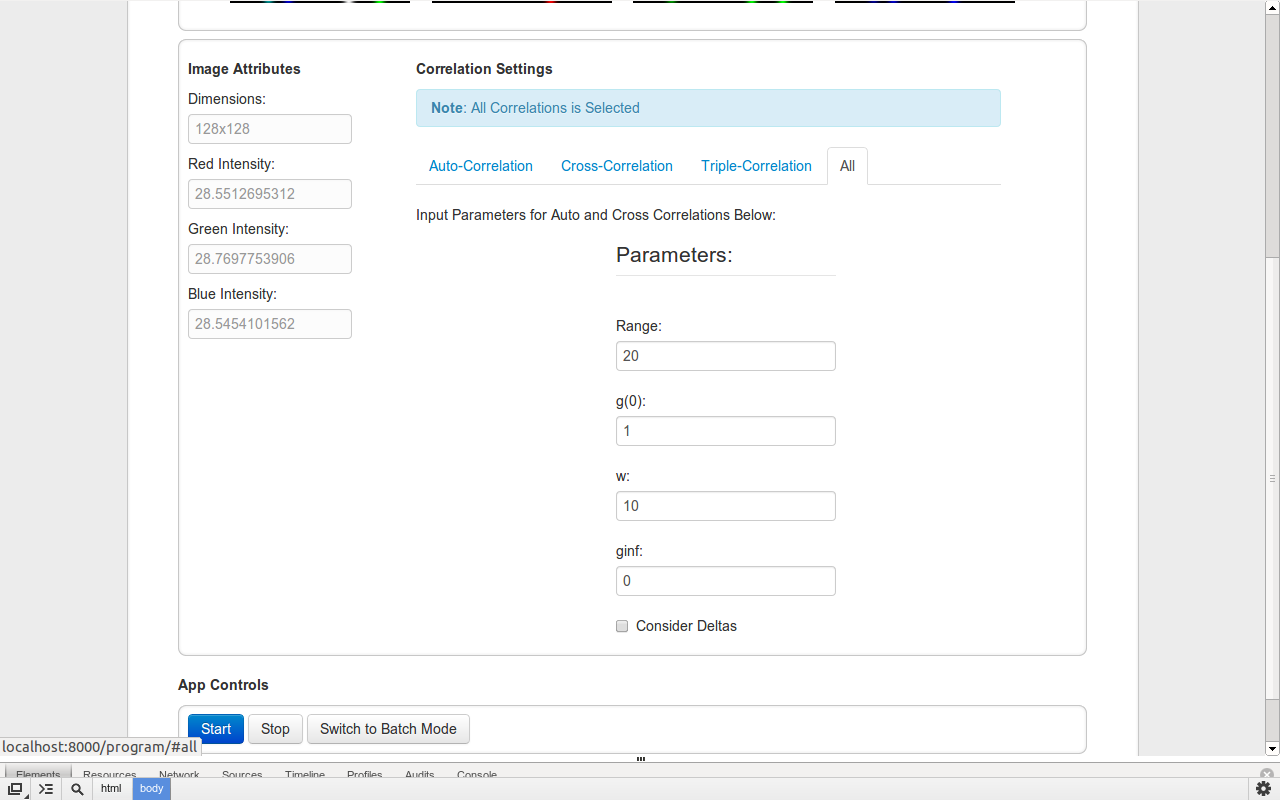 Image Attributes
Correlation Settings
Dimensions:
Note: All Correlations is Selected
128x128
Red Intensity:
Auto-Correlation Cross-Correlation Triple-Correlation All
28.5512695312
Input Parameters for Auto and Cross Correlations Below:
Green Intensity:
Parameters:
28.7697753906
Blue Intensity:
28.5454101562
Range:
20
g(0):
1
w:
10
ginf:
0
Consider Deltas
App Controls
Start Stop Switch to Batch Mode
localhost:8000/program/#all
Elements Resources Network Sources Timeline Profiles Audits Console
html body